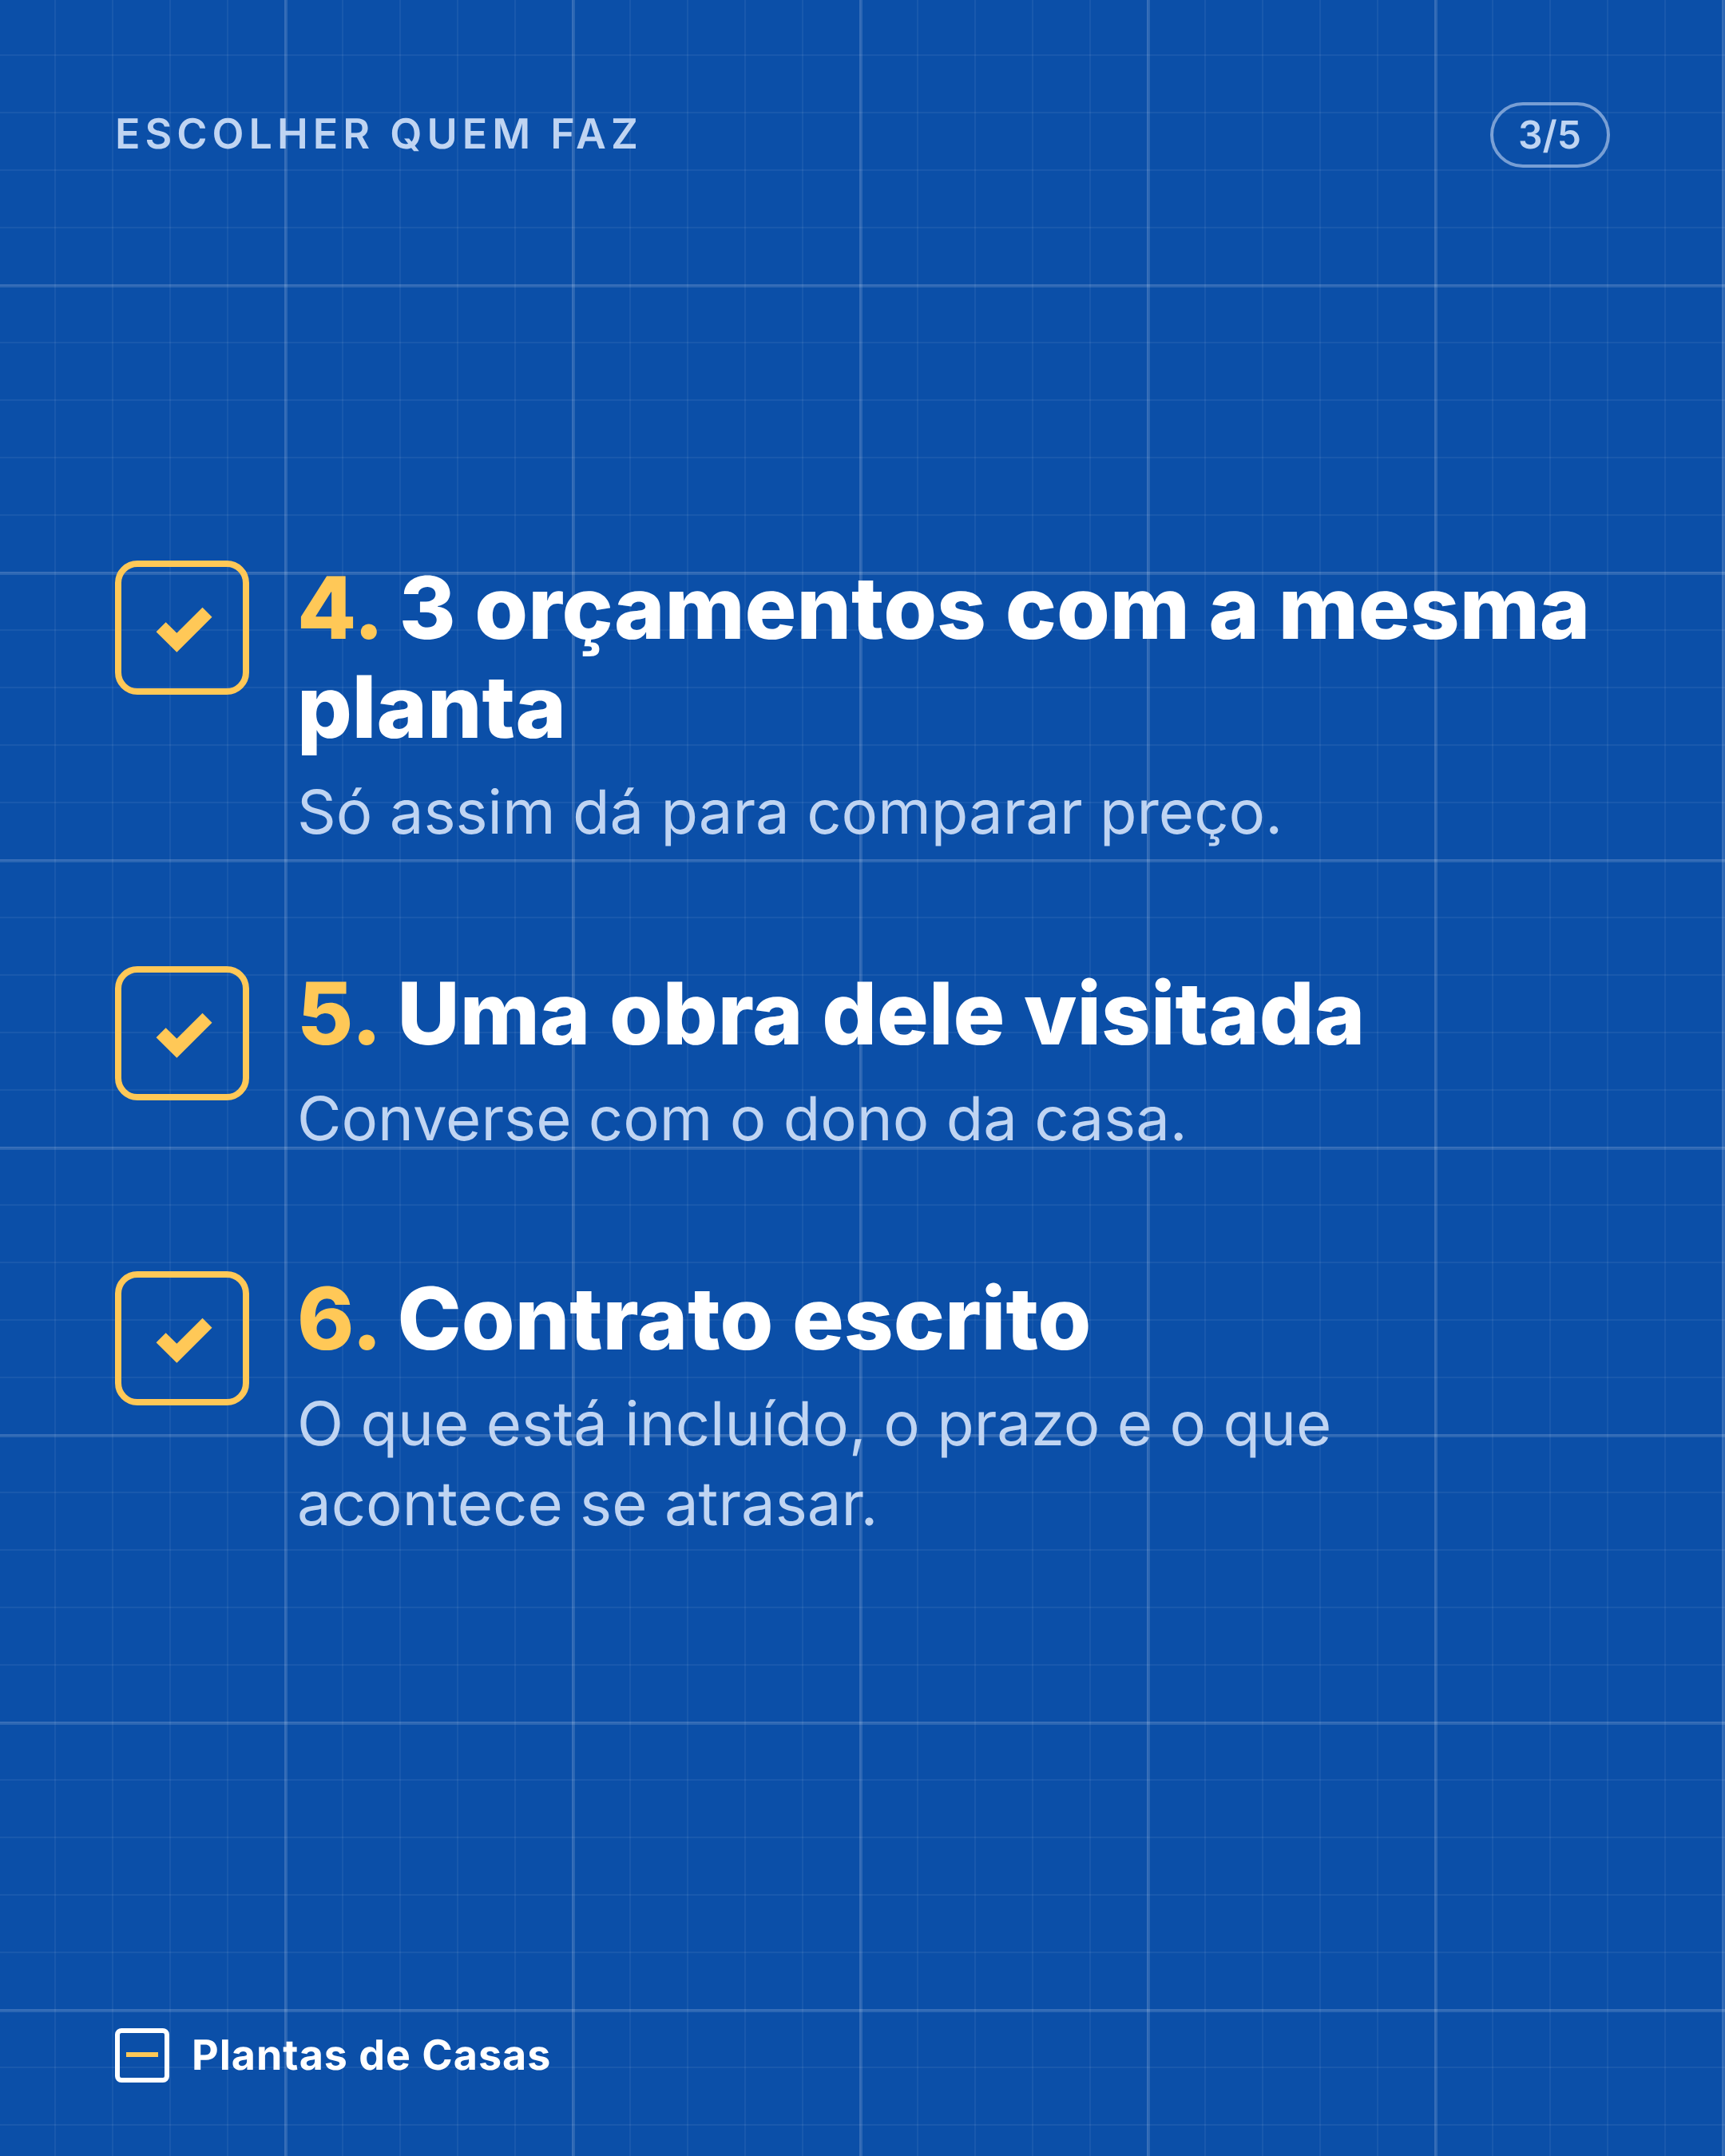 ESCOLHER QUEM FAZ
3/5
4. 3 orçamentos com a mesma
planta
Só assim dá para comparar preço.
5. Uma obra dele visitada
Converse com o dono da casa.
6. Contrato escrito
O que está incluído, o prazo e o que
acontece se atrasar.
Plantas de Casas